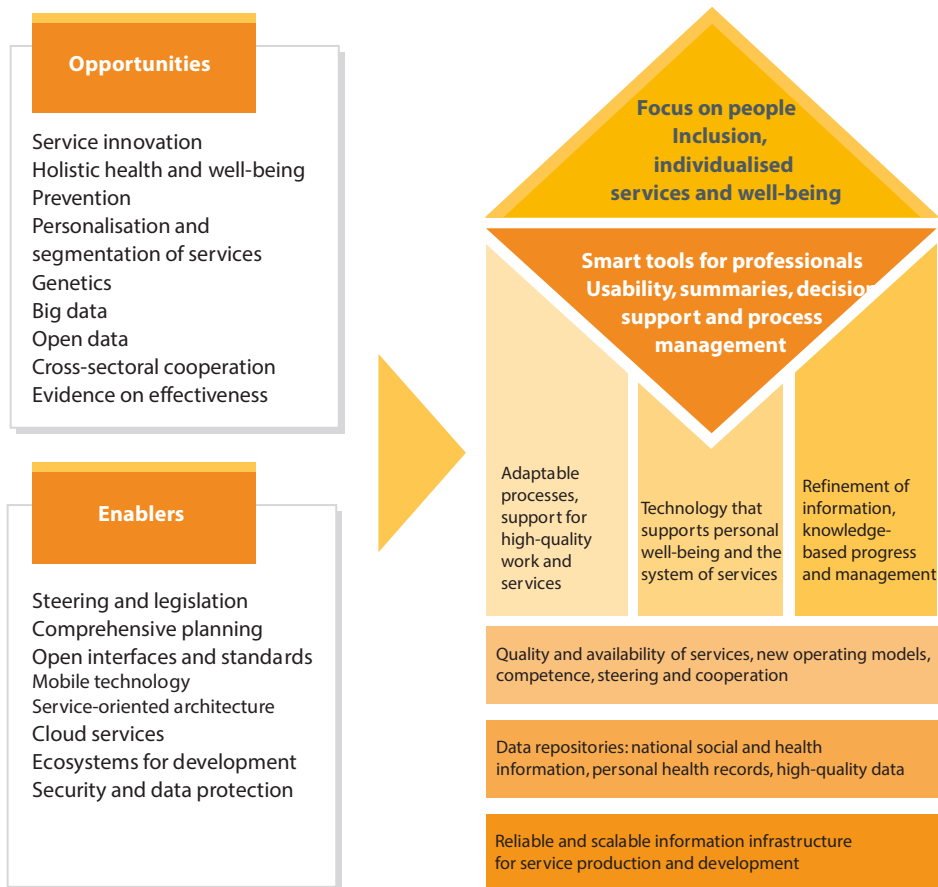 Opportunities
Service innovation
Holistic health and well-being
Prevention
Personalisation and
segmentation of services
Genetics
Big data
Open data
Cross-sectoral cooperation
Evidence on effectiveness
Enablers
Steering and legislation
Comprehensive planning
Open interfaces and standards
Mobile technology
Service-oriented architecture
Cloud services
Ecosystems for development
Security and data protection
Focus on people
Inclusion,
individualised
services and well-being
Smart tools for professionals
Usability, summaries, decision
support and process
management
Adaptable
processes,
support for
high-quality
work and
services
Technology that
supports personal
well-being and the
system of services
Refinement of
information,
knowledge-
based progress
and management
Quality and availability of services, new operating models,
competence, steering and cooperation
Data repositories: national social and health
information, personal health records, high-quality data
Reliable and scalable information infrastructure
for service production and development